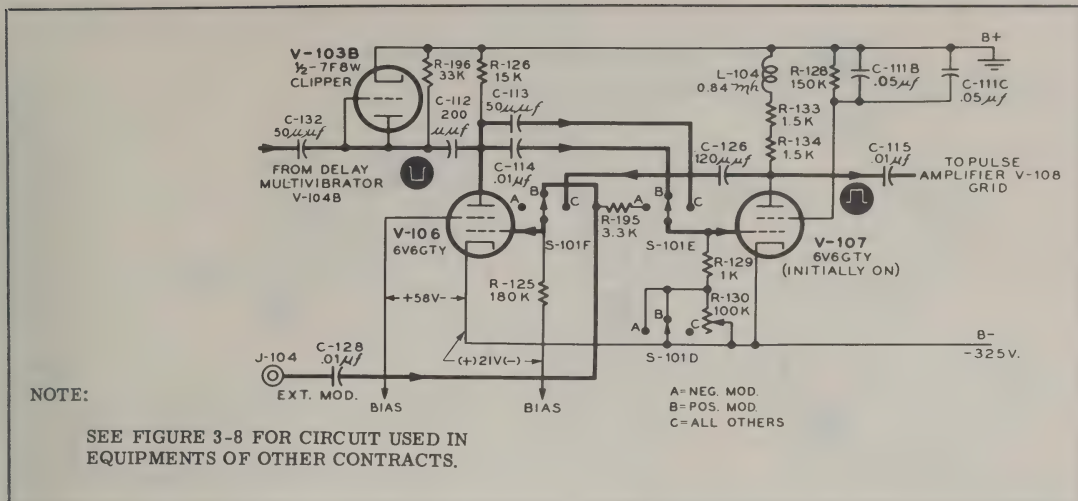 V-103B
½-7F8W
CLIPPER
R-196
33K
R-126
15K
C-113
50μμf
C-112
200
μμf
C-132
50μμf
FROM DELAY
MULTIVIBRATOR
V-104B
C-114
.01μf
A
B
C
S-101F
R-195
3.3K
A
B
C
S-101E
C-126
120μμf
L-104
0.84mh
R-133
1.5K
R-134
1.5K
R-128
150K
C-111B
.05μf
C-111C
.05μf
B+
C-115
.01μf
TO PULSE
AMPLIFIER V-108
GRID
V-106
6V6GTY
V-107
6V6GTY
(INITIALLY ON)
R-125
180K
R-129
1K
R-130
100K
A
B
C
S-101D
+58V-
(+)21V(-)
B-
-325V.
J-104
C-128
.01μf
EXT. MOD.
BIAS
BIAS
A=NEG. MOD.
B=POS. MOD.
C=ALL OTHERS
NOTE:
SEE FIGURE 3-8 FOR CIRCUIT USED IN
EQUIPMENTS OF OTHER CONTRACTS.